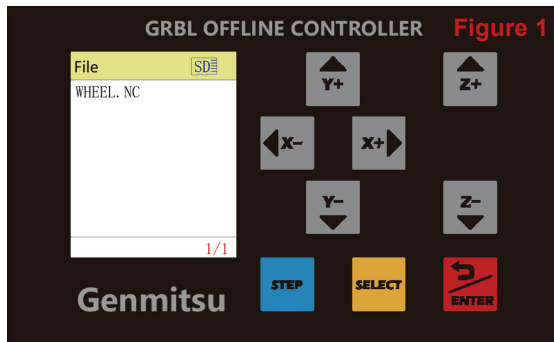 GRBL OFFLINE CONTROLLER
Figure 1
File SD
WHEEL.NC
1/1
Y+
Z+
X-
X+
Y-
Z-
STEP
SELECT
ENTER
Genmitsu